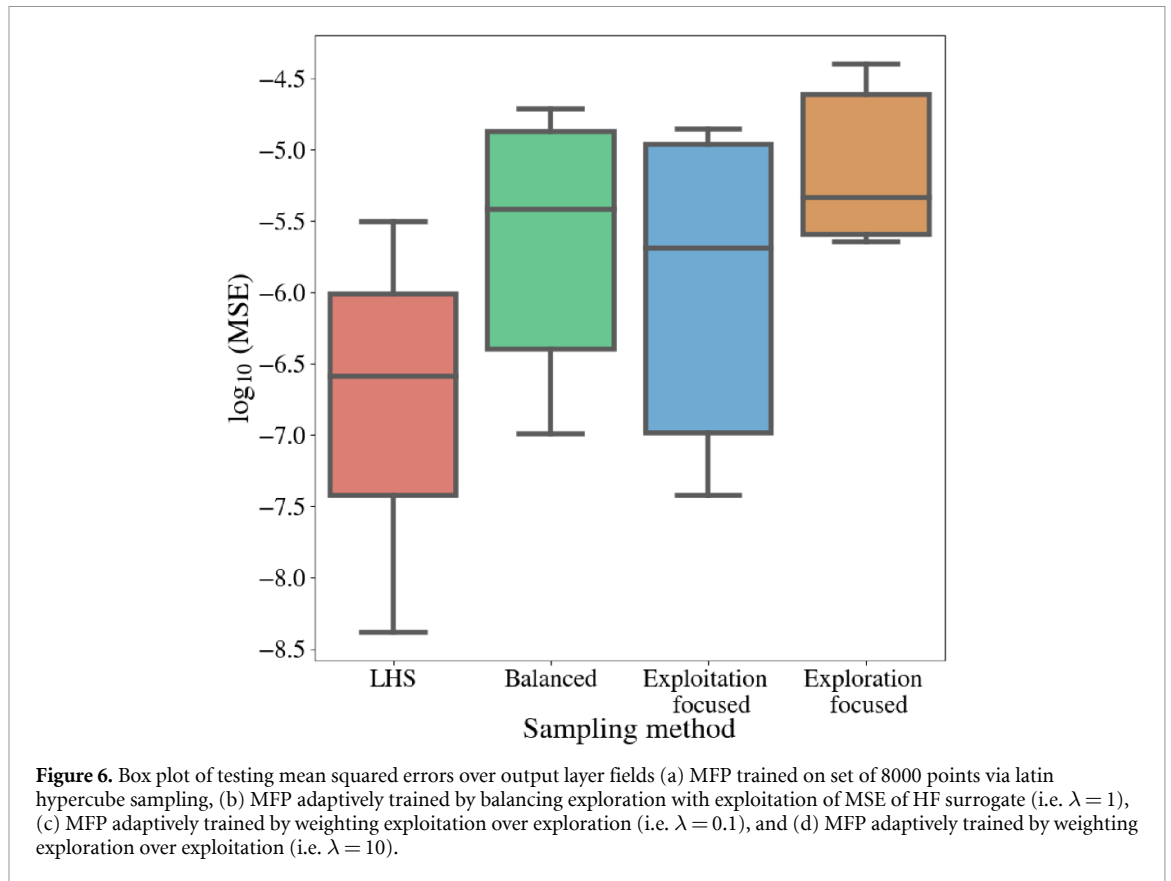 −4.5
−5.0
−5.5
−6.0
−6.5
−7.0
−7.5
−8.0
−8.5
log10 (MSE)
LHS
Balanced
Exploitation
focused
Exploration
focused
Sampling method
Figure 6. Box plot of testing mean squared errors over output layer fields (a) MFP trained on set of 8000 points via latin
hypercube sampling, (b) MFP adaptively trained by balancing exploration with exploitation of MSE of HF surrogate (i.e. λ = 1),
(c) MFP adaptively trained by weighting exploitation over exploration (i.e. λ = 0.1), and (d) MFP adaptively trained by weighting
exploration over exploitation (i.e. λ = 10).